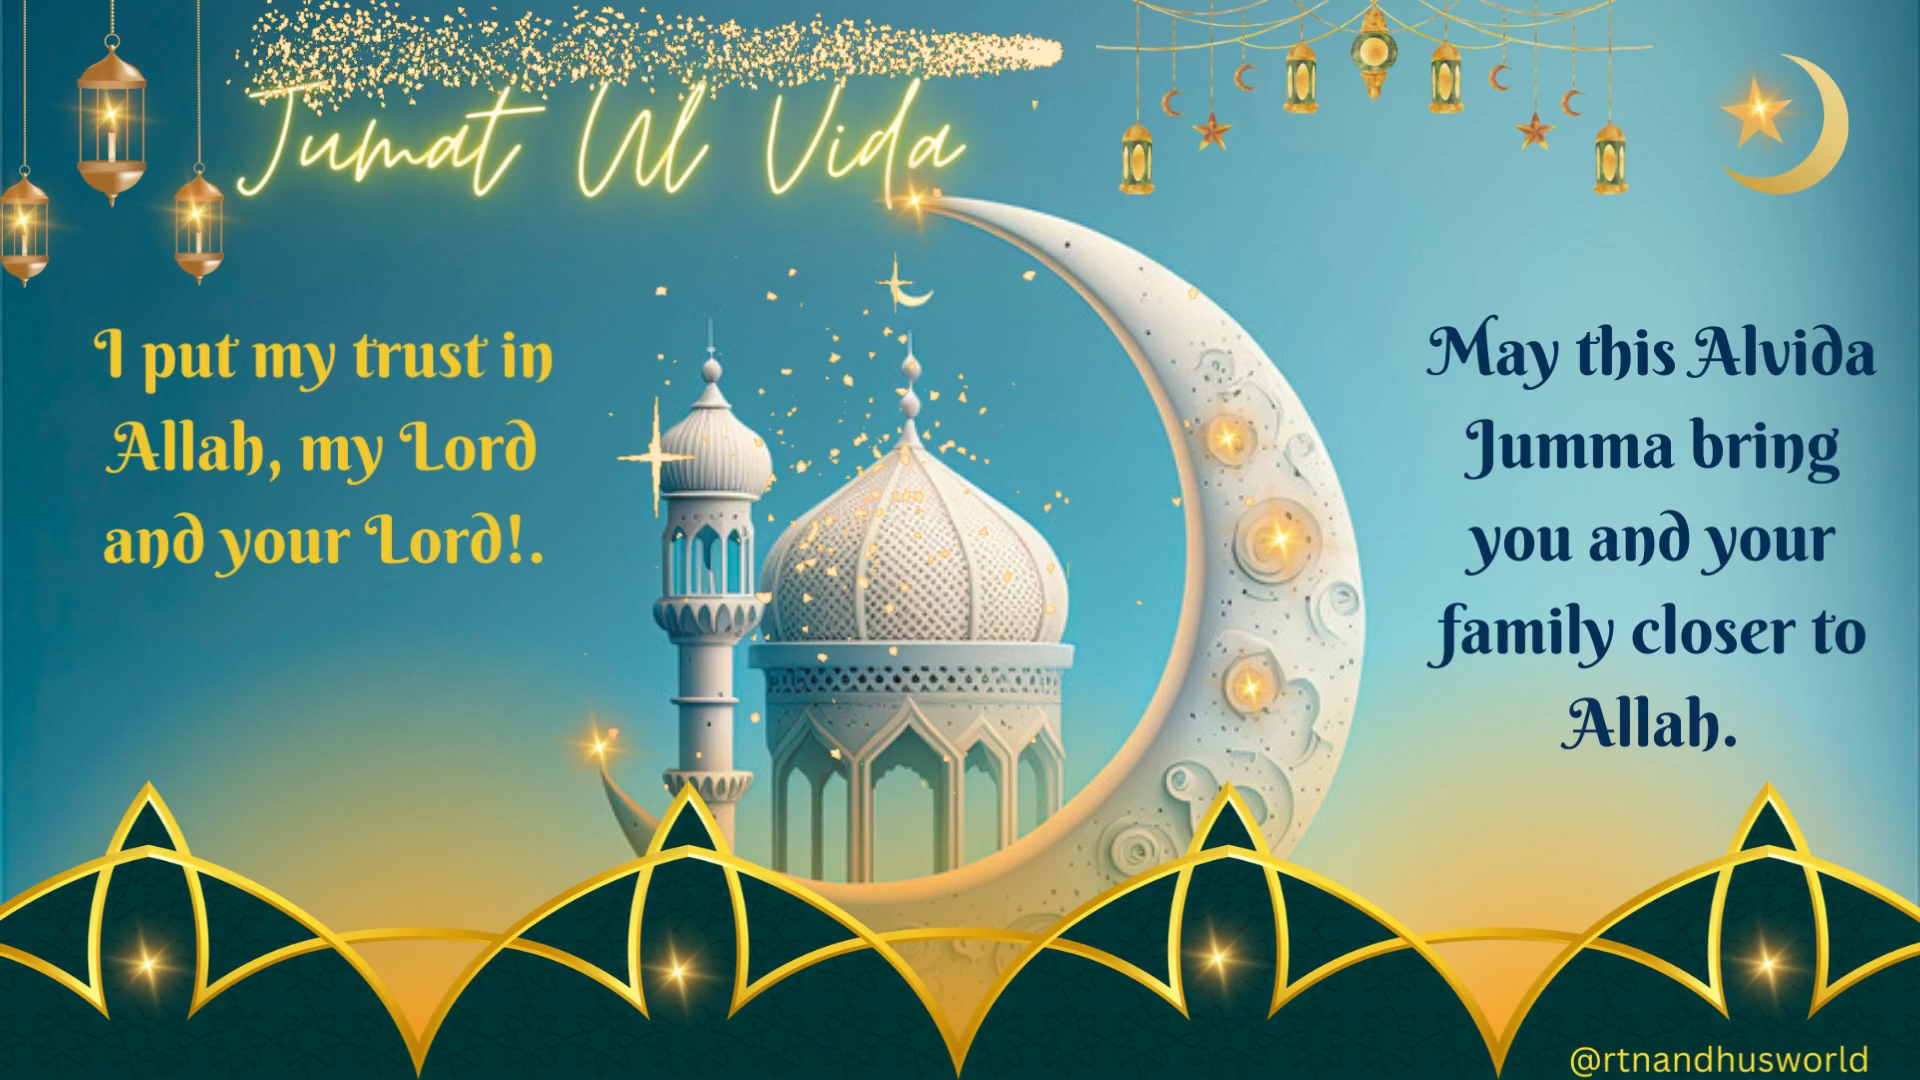 Jumat Ul Vida
I put my trust in
Allah, my Lord
and your Lord!.
May this Alvida
Jumma bring
you and your
family closer to
Allah.
@rtnandhusworld